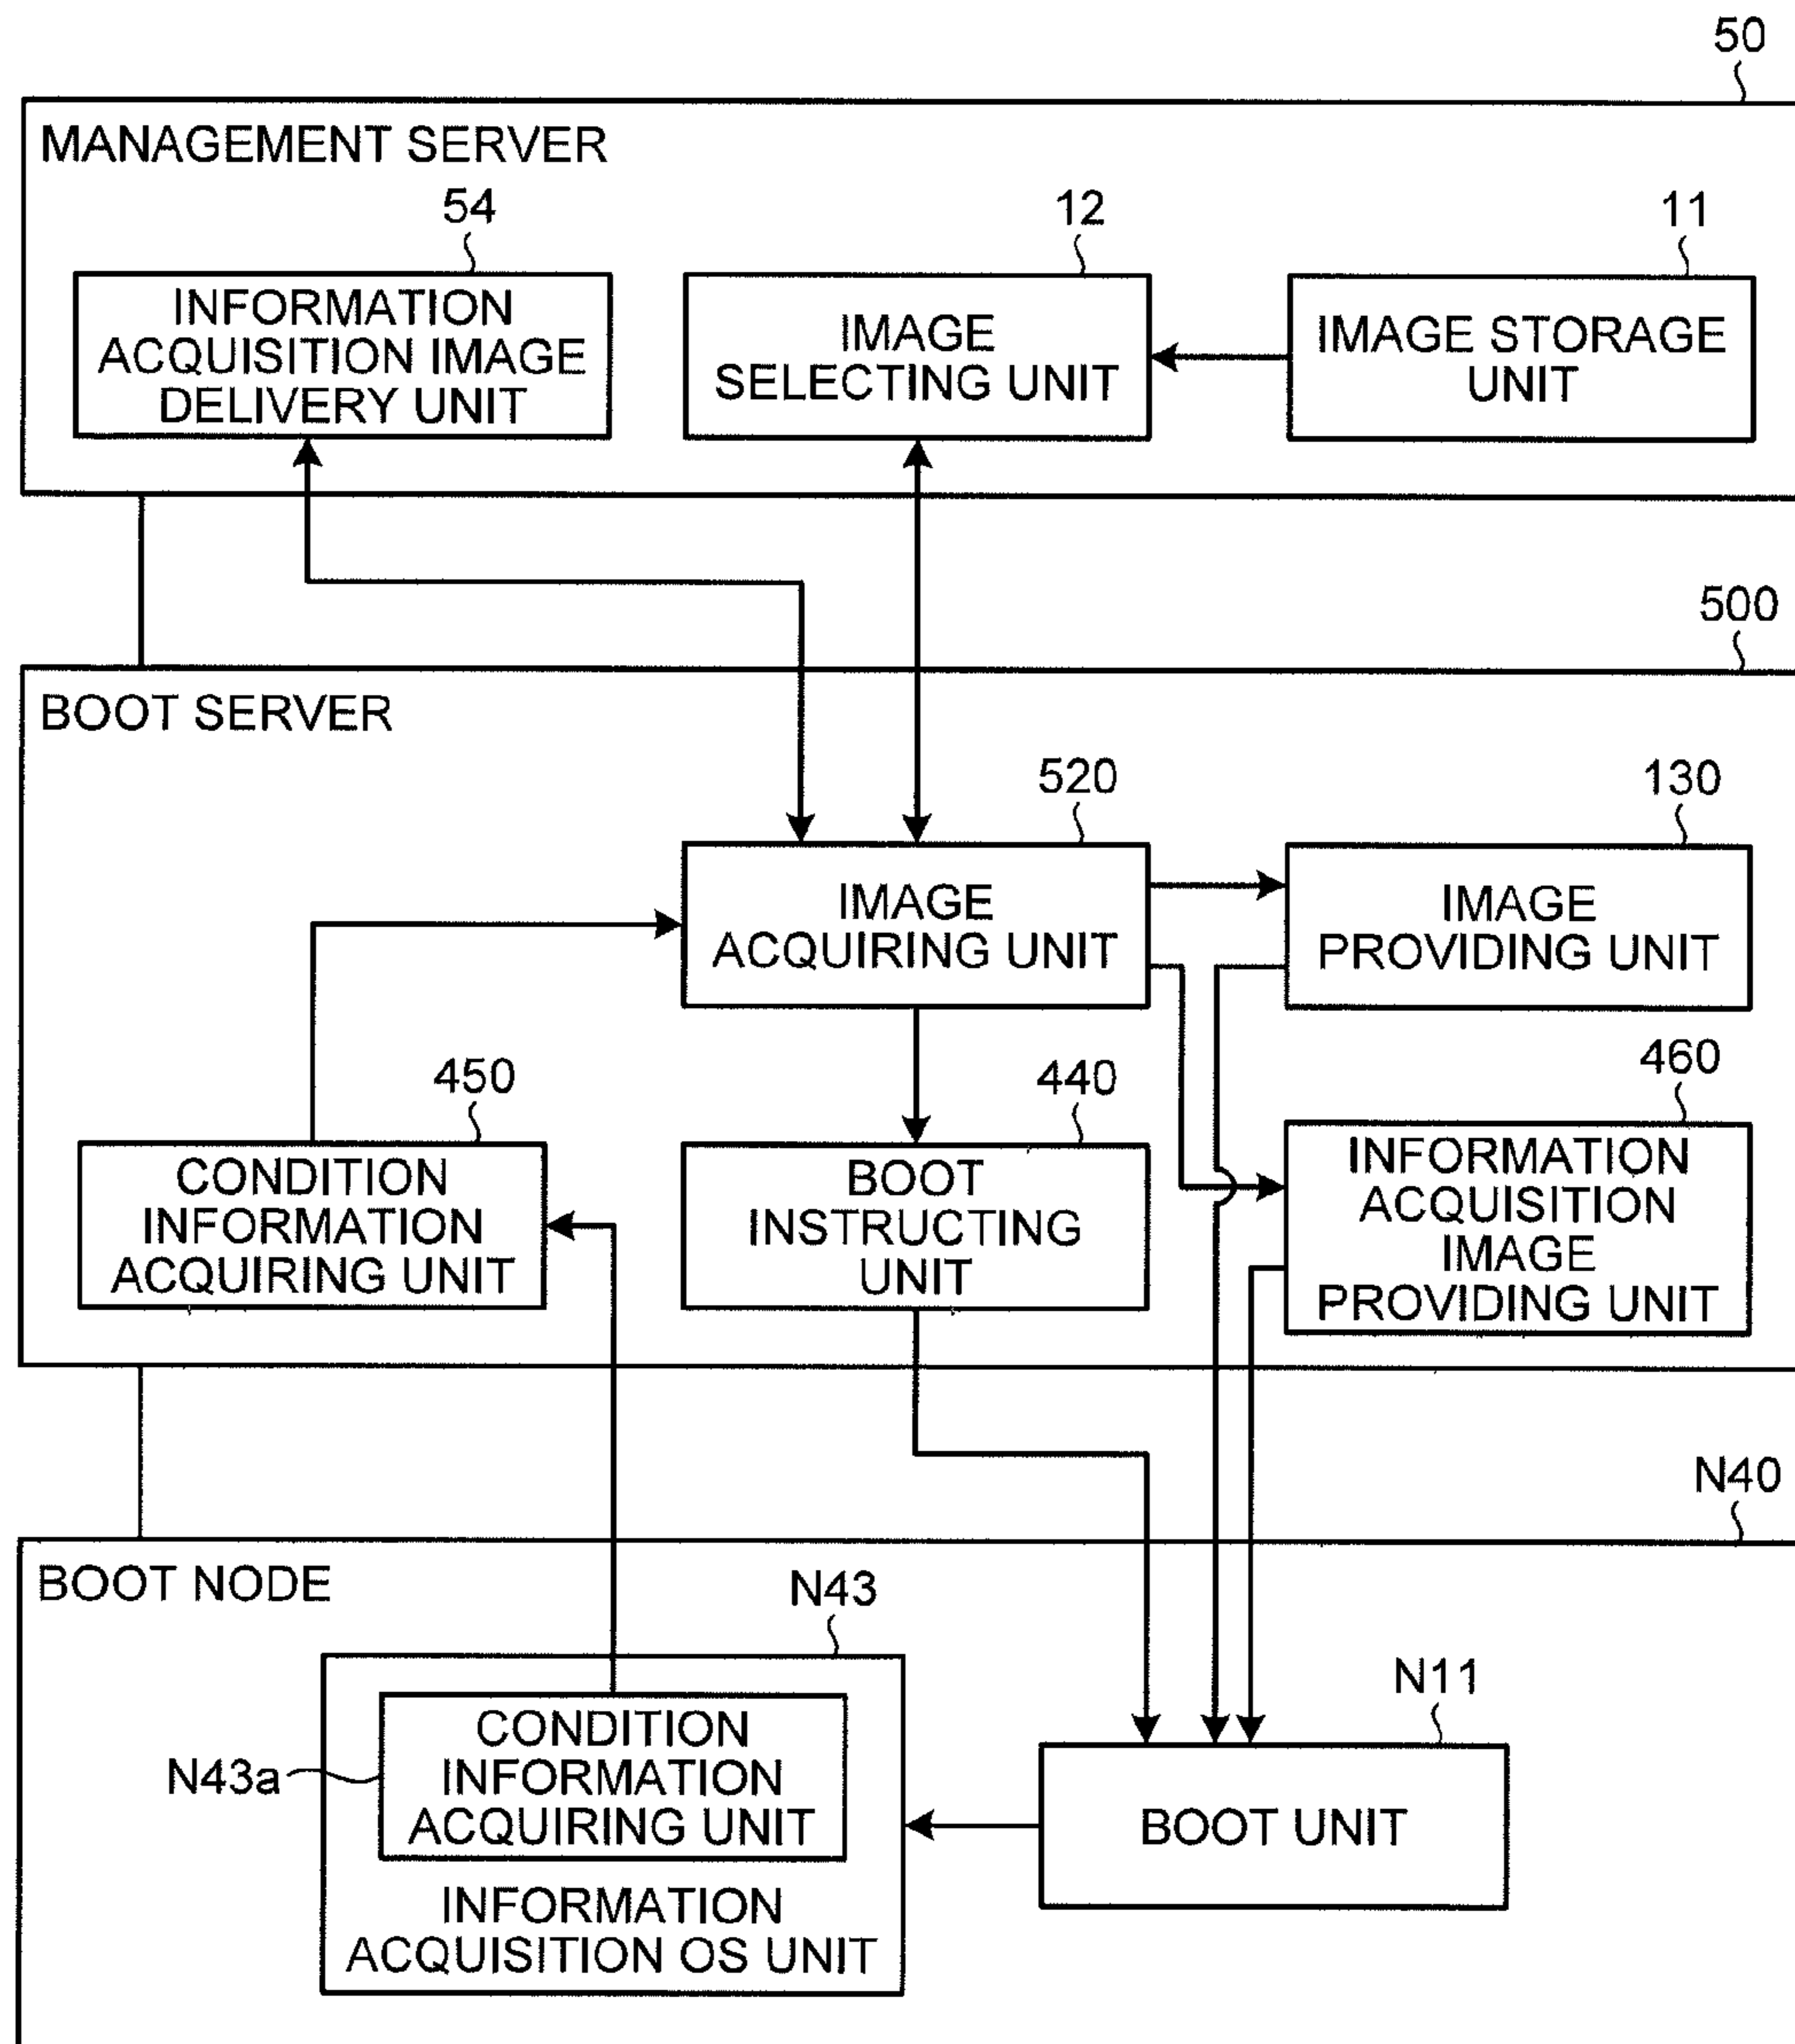 50
MANAGEMENT SERVER
54
12
11
INFORMATION
ACQUISITION IMAGE
DELIVERY UNIT
IMAGE
SELECTING UNIT
IMAGE STORAGE
UNIT
500
BOOT SERVER
520
130
IMAGE
ACQUIRING UNIT
IMAGE
PROVIDING UNIT
450
440
460
CONDITION
INFORMATION
ACQUIRING UNIT
BOOT
INSTRUCTING
UNIT
INFORMATION
ACQUISITION
IMAGE
PROVIDING UNIT
N40
BOOT NODE
N43
N11
N43a
CONDITION
INFORMATION
ACQUIRING UNIT
INFORMATION
ACQUISITION OS UNIT
BOOT UNIT